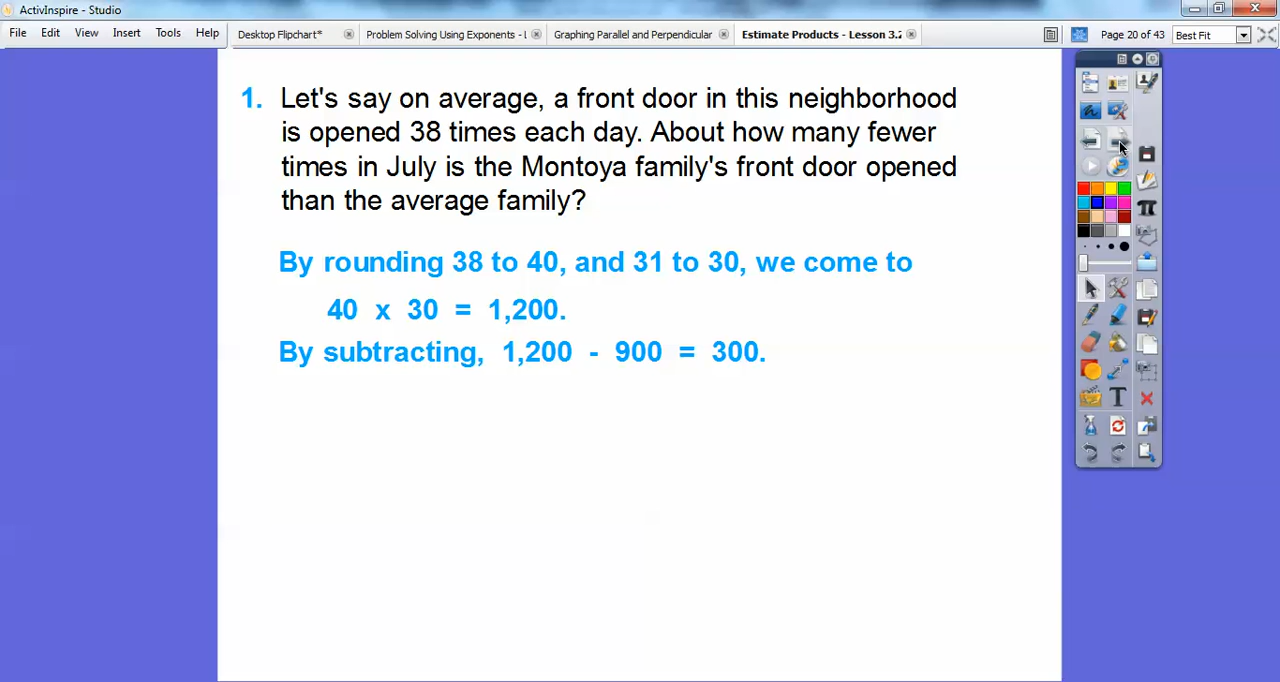 ActivInspire - Studio
File Edit View Insert Tools Help
Desktop Flipchart* Problem Solving Using Exponents - L Graphing Parallel and Perpendicular Estimate Products - Lesson 3.2
Page 20 of 43 Best Fit
1. Let's say on average, a front door in this neighborhood
is opened 38 times each day. About how many fewer
times in July is the Montoya family's front door opened
than the average family?
By rounding 38 to 40, and 31 to 30, we come to
40 x 30 = 1,200.
By subtracting, 1,200 - 900 = 300.